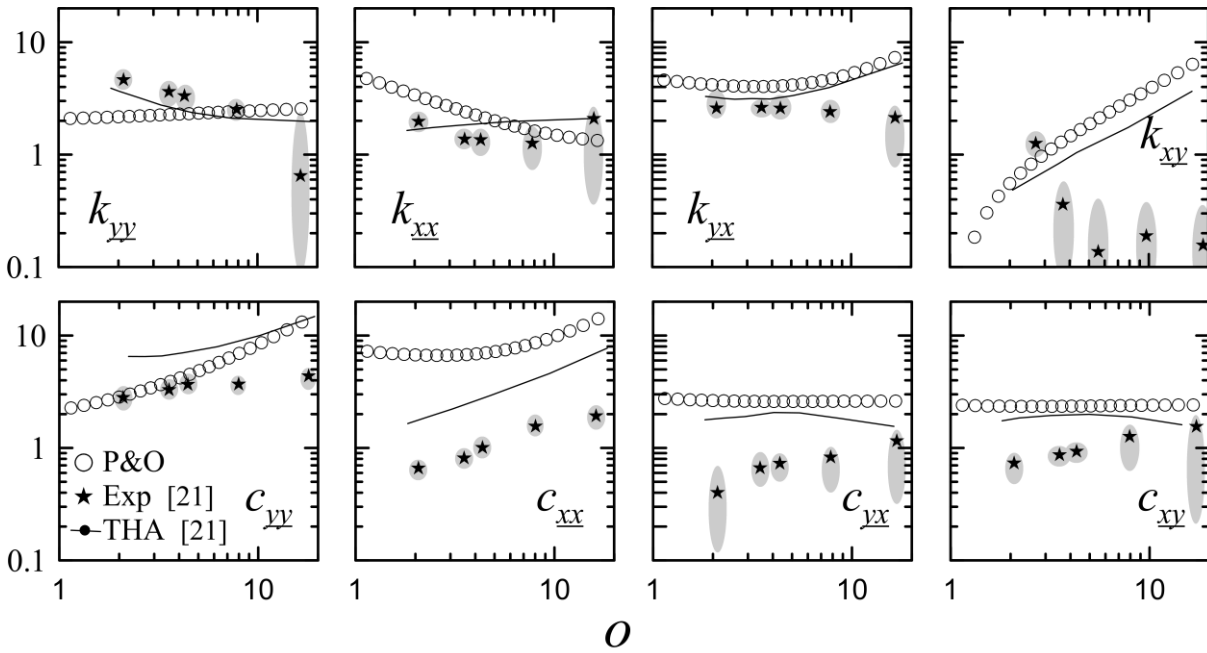 10
1
0.1
k_yy
k_xx
k_yx
k_xy
10
1
0.1
P&O
Exp [21]
THA [21]
c_yy
c_xx
c_yx
c_xy
1 10 1 10 1 10 1 10
O